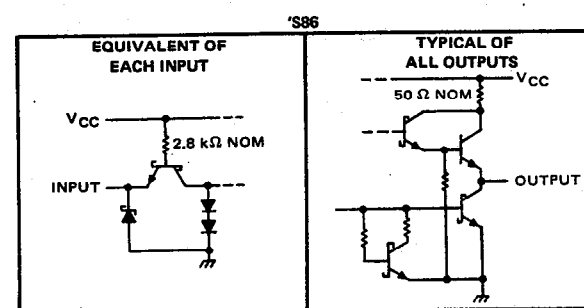 'S86
EQUIVALENT OF
EACH INPUT
VCC
2.8 kΩ NOM
INPUT
TYPICAL OF
ALL OUTPUTS
VCC
50 Ω NOM
OUTPUT